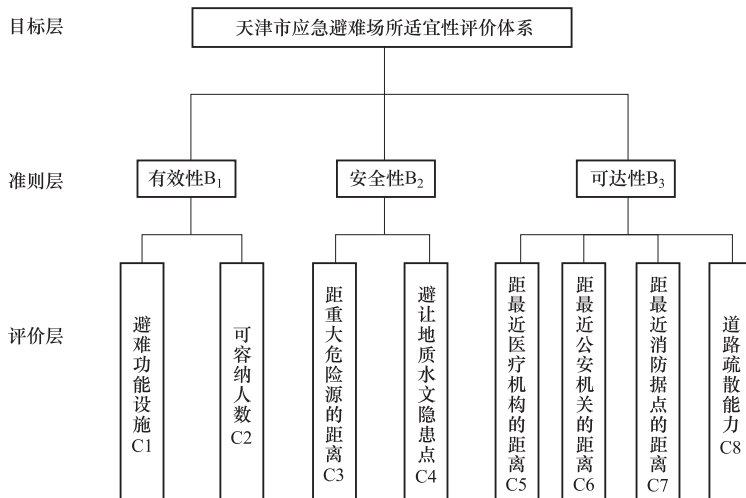 目标层
天津市应急避难场所适宜性评价体系
准则层
有效性B₁
安全性B₂
可达性B₃
评价层
避难功能设施C1
可容纳人数C2
距重大危险源的距离C3
避让地质水文隐患点C4
距最近医疗机构的距离C5
距最近公安机关的距离C6
距最近消防据点的距离C7
道路疏散能力C8